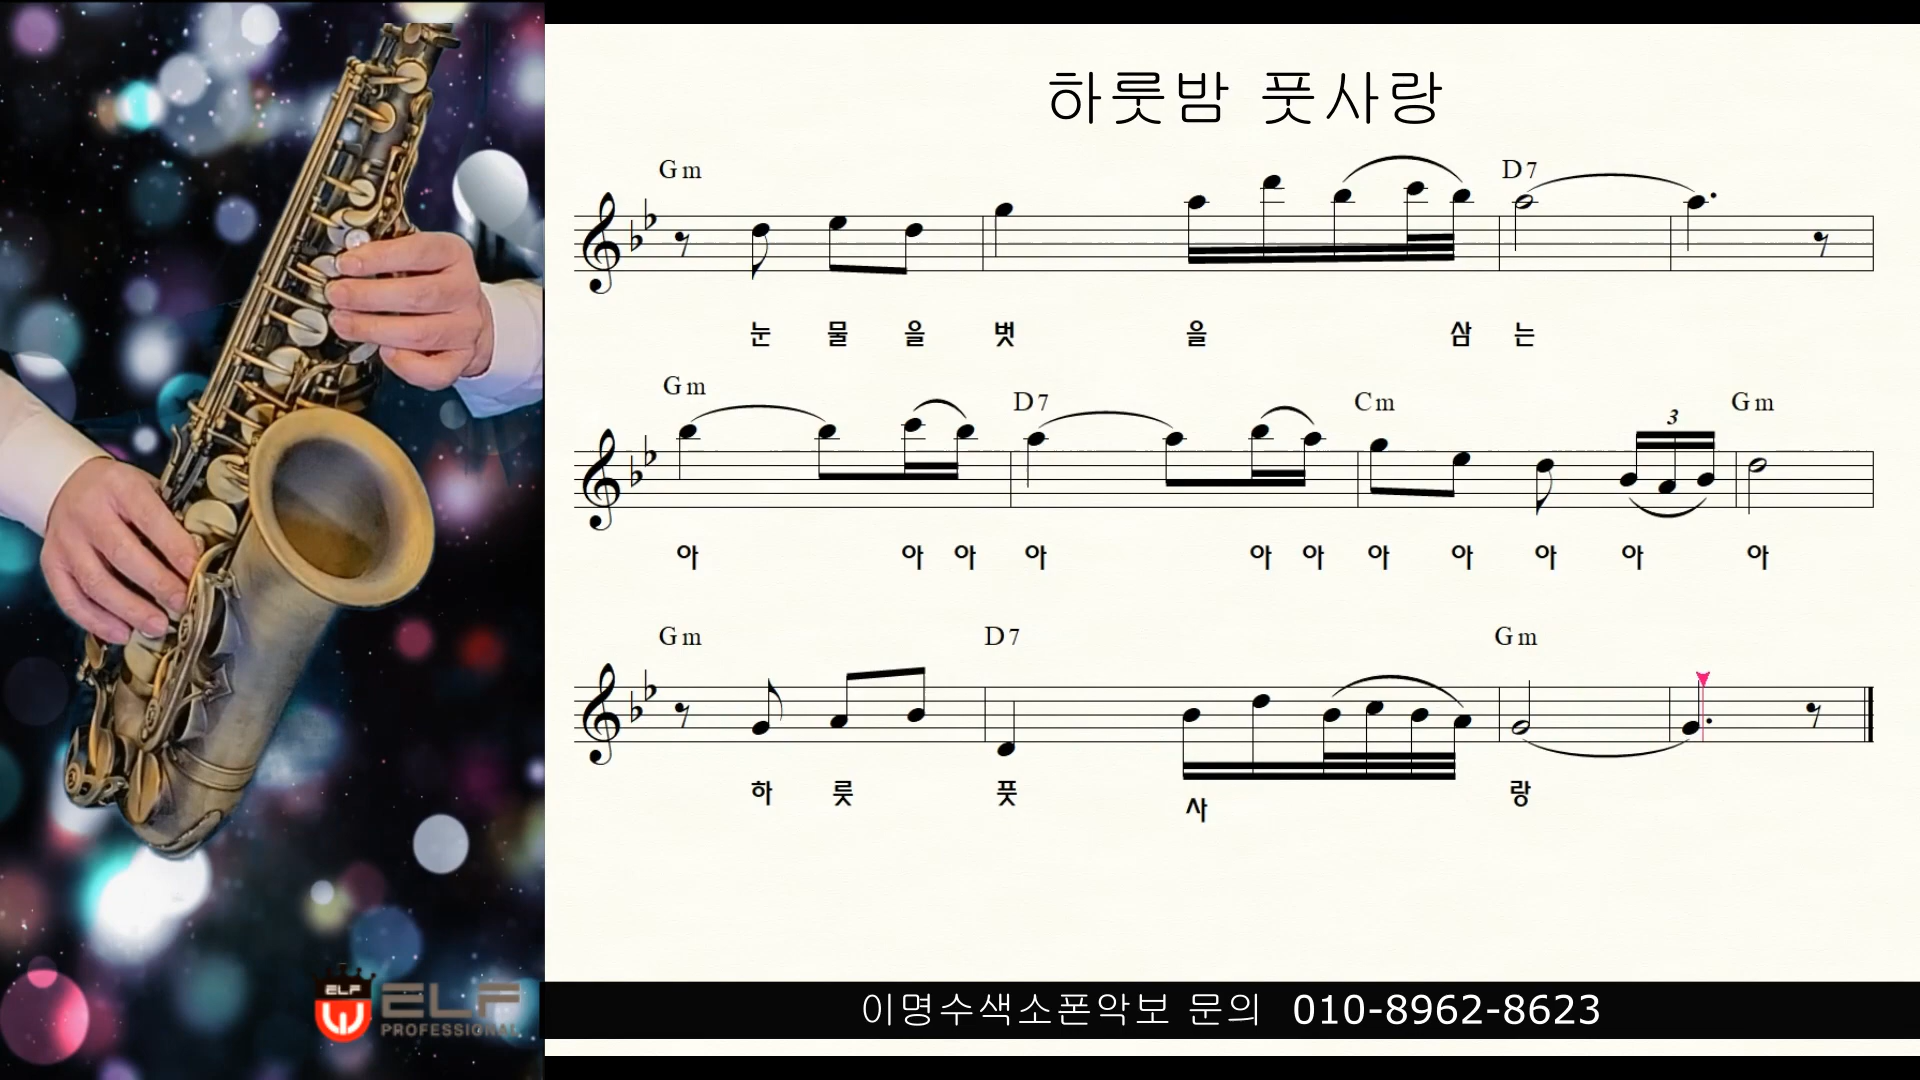 하룻밤 풋사랑
Gm D7
눈 물 을 벗 을 삼 는
Gm D7 Cm 3 Gm
아 아 아 아 아 아 아 아 아 아 아
Gm D7 Gm
하 룻 풋 사 랑
ELF ELF
PROFESSIONAL
이명수색소폰악보 문의 010-8962-8623